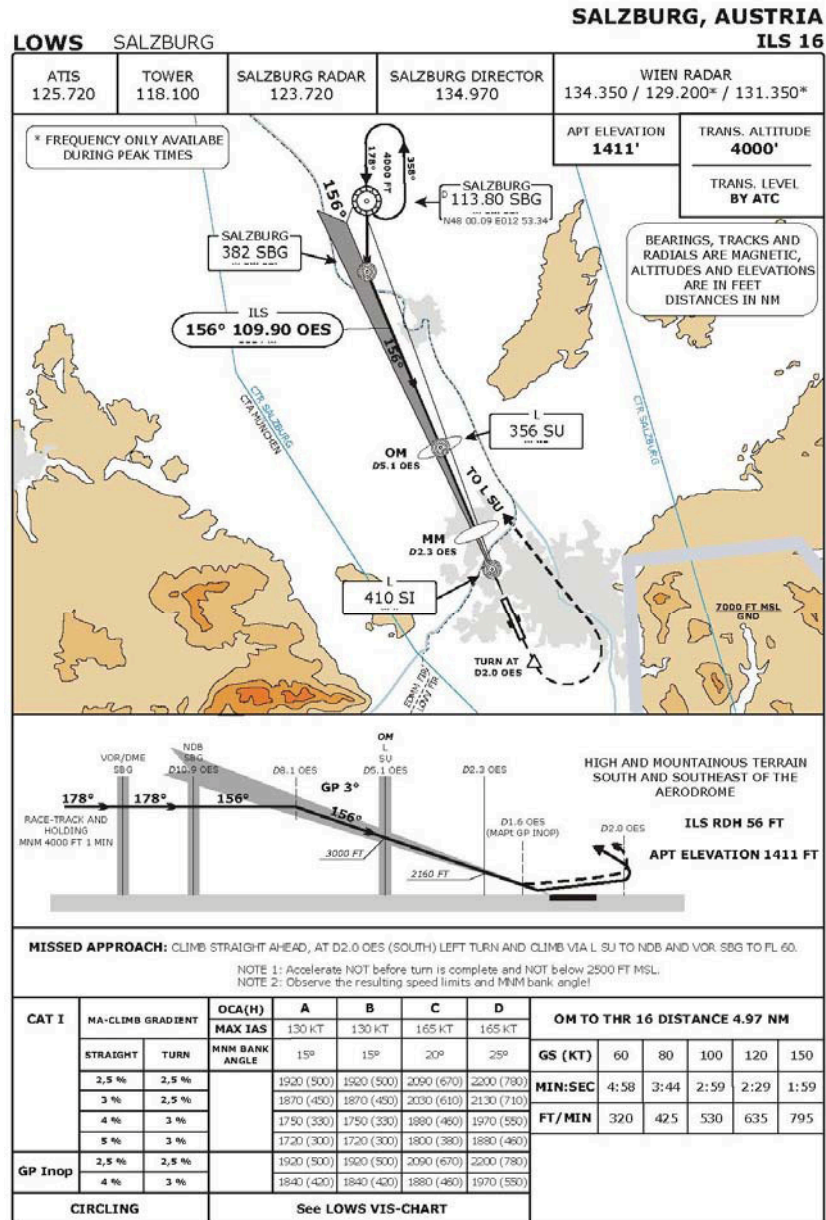 SALZBURG, AUSTRIA
LOWS SALZBURG ILS 16
ATIS
125.720
TOWER
118.100
SALZBURG RADAR
123.720
SALZBURG DIRECTOR
134.970
WIEN RADAR
134.350 / 129.200* / 131.350*
* FREQUENCY ONLY AVAILABE
DURING PEAK TIMES
APT ELEVATION
1411'
TRANS. ALTITUDE
4000'
TRANS. LEVEL
BY ATC
178°
4000 FT
358°
156°
SALZBURG
D 113.80 SBG
N48 00.09 E012 53.34
SALZBURG
382 SBG
BEARINGS, TRACKS AND
RADIALS ARE MAGNETIC,
ALTITUDES AND ELEVATIONS
ARE IN FEET
DISTANCES IN NM
ILS
156° 109.90 OES
156°
CTR SALZBURG
CTA MUNCHEN
CTR SALZBURG
L
356 SU
OM
D5.1 OES
TO L SU
MM
D2.3 OES
L
410 SI
7000 FT MSL
GND
TURN AT
D2.0 OES
EDMM FIR
LOVV FIR
VOR/DME
SBG
NDB
SBG
D10.9 OES
D8.1 OES
OM
L
SU
D5.1 OES
D2.3 OES
GP 3°
178° 178° 156°
156°
RACE-TRACK AND
HOLDING
MNM 4000 FT 1 MIN
3000 FT
2160 FT
D1.6 OES
(MAPt GP INOP)
D2.0 OES
HIGH AND MOUNTAINOUS TERRAIN
SOUTH AND SOUTHEAST OF THE
AERODROME
ILS RDH 56 FT
APT ELEVATION 1411 FT
MISSED APPROACH: CLIMB STRAIGHT AHEAD, AT D2.0 OES (SOUTH) LEFT TURN AND CLIMB VIA L SU TO NDB AND VOR SBG TO FL 60.
NOTE 1: Accelerate NOT before turn is complete and NOT below 2500 FT MSL.
NOTE 2: Observe the resulting speed limits and MNM bank angle!
CAT I MA-CLIMB GRADIENT OCA(H) A B C D
MAX IAS 130 KT 130 KT 165 KT 165 KT
STRAIGHT TURN MNM BANK ANGLE 15° 15° 20° 25°
2,5 % 2,5 % 1920 (500) 1920 (500) 2090 (670) 2200 (780)
3 % 2,5 % 1870 (450) 1870 (450) 2030 (610) 2130 (710)
4 % 3 % 1750 (330) 1750 (330) 1880 (460) 1970 (550)
5 % 3 % 1720 (300) 1720 (300) 1800 (380) 1880 (460)
GP Inop 2,5 % 2,5 % 1920 (500) 1920 (500) 2090 (670) 2200 (780)
4 % 3 % 1840 (420) 1840 (420) 1880 (460) 1970 (550)
CIRCLING See LOWS VIS-CHART
OM TO THR 16 DISTANCE 4.97 NM
GS (KT) 60 80 100 120 150
MIN:SEC 4:58 3:44 2:59 2:29 1:59
FT/MIN 320 425 530 635 795